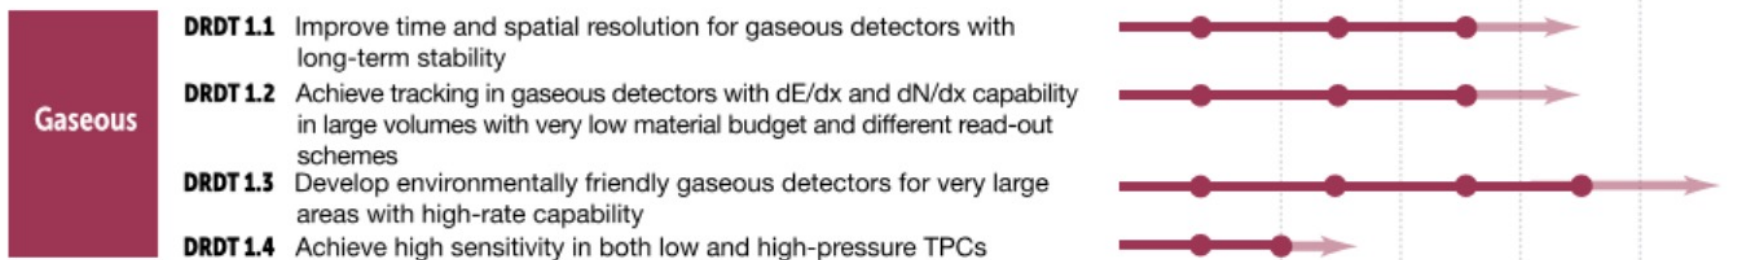 Gaseous
DRDT 1.1 Improve time and spatial resolution for gaseous detectors with
long-term stability
DRDT 1.2 Achieve tracking in gaseous detectors with dE/dx and dN/dx capability
in large volumes with very low material budget and different read-out
schemes
DRDT 1.3 Develop environmentally friendly gaseous detectors for very large
areas with high-rate capability
DRDT 1.4 Achieve high sensitivity in both low and high-pressure TPCs